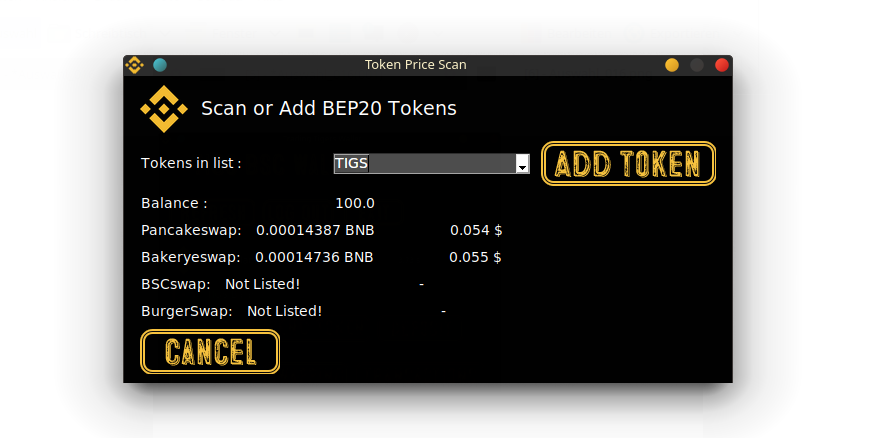 Token Price Scan
Scan or Add BEP20 Tokens
Tokens in list : TIGS ADD TOKEN
Balance : 100.0
Pancakeswap: 0.00014387 BNB 0.054 $
Bakeryeswap: 0.00014736 BNB 0.055 $
BSCswap: Not Listed! -
BurgerSwap: Not Listed! -
CANCEL